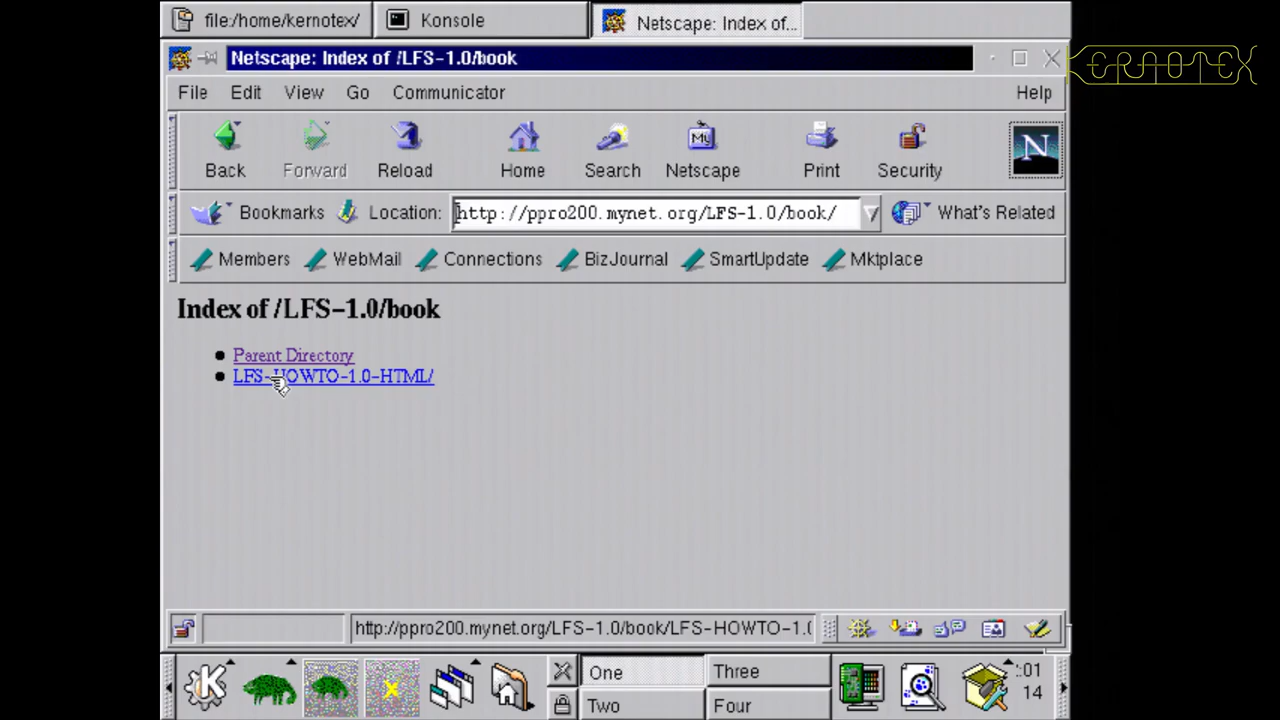 file:/home/kernotex/ Konsole Netscape: Index of...
Netscape: Index of /LFS-1.0/book
KERNOTEX
File Edit View Go Communicator Help
My N
Back Forward Reload Home Search Netscape Print Security
Bookmarks Location: http://ppro200.mynet.org/LFS-1.0/book/ What's Related
Members WebMail Connections BizJournal SmartUpdate Mktplace
Index of /LFS-1.0/book
Parent Directory
LFS-HOWTO-1.0-HTML/
http://ppro200.mynet.org/LFS-1.0/book/LFS-HOWTO-1.(
K X One Three :01
Two Four 14